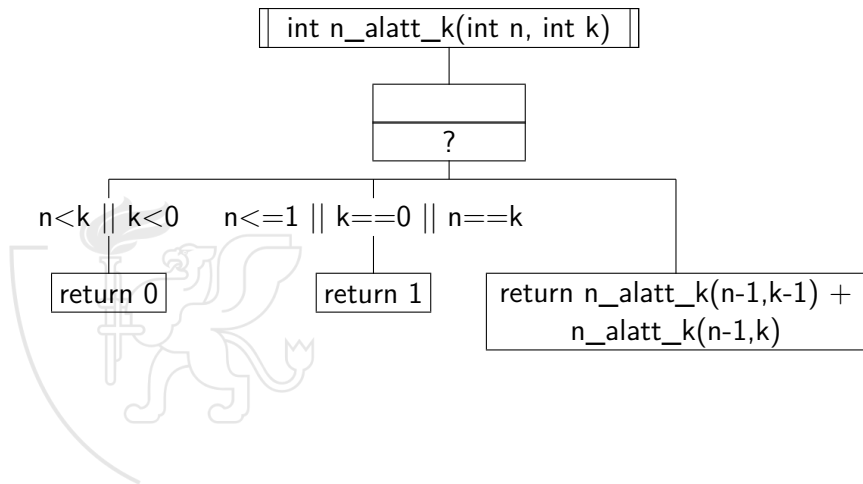 int n_alatt_k(int n, int k)
?
n<k || k<0
n<=1 || k==0 || n==k
return 0
return 1
return n_alatt_k(n-1,k-1) +
n_alatt_k(n-1,k)